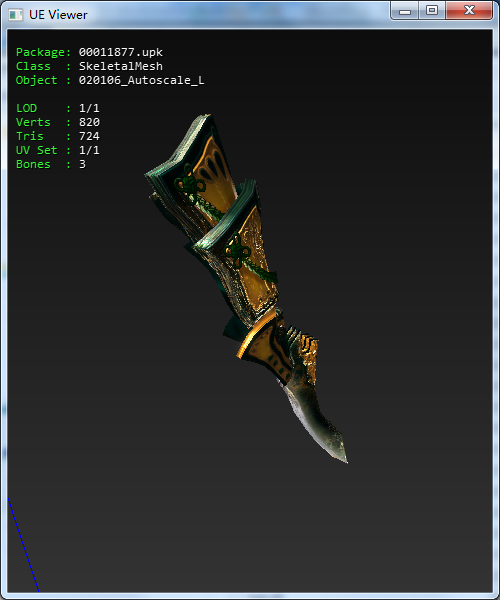 UE Viewer
Package: 00011877.upk
Class : SkeletalMesh
Object : 020106_Autoscale_L
LOD : 1/1
Verts : 820
Tris : 724
UV Set : 1/1
Bones : 3